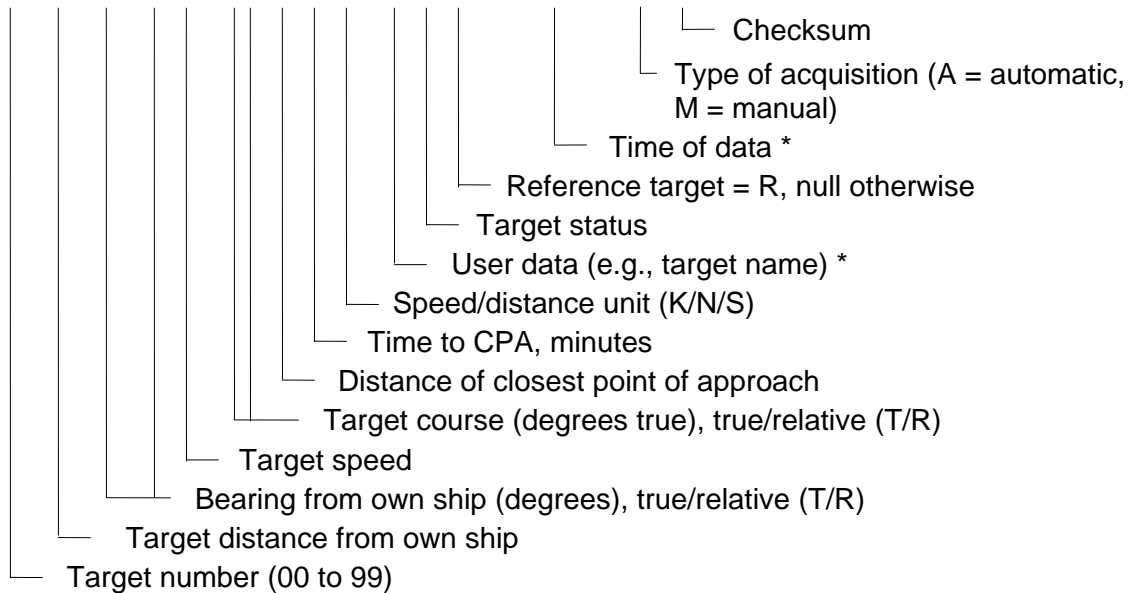 Checksum
Type of acquisition (A = automatic,
M = manual)
Time of data *
Reference target = R, null otherwise
Target status
User data (e.g., target name) *
Speed/distance unit (K/N/S)
Time to CPA, minutes
Distance of closest point of approach
Target course (degrees true), true/relative (T/R)
Target speed
Bearing from own ship (degrees), true/relative (T/R)
Target distance from own ship
Target number (00 to 99)